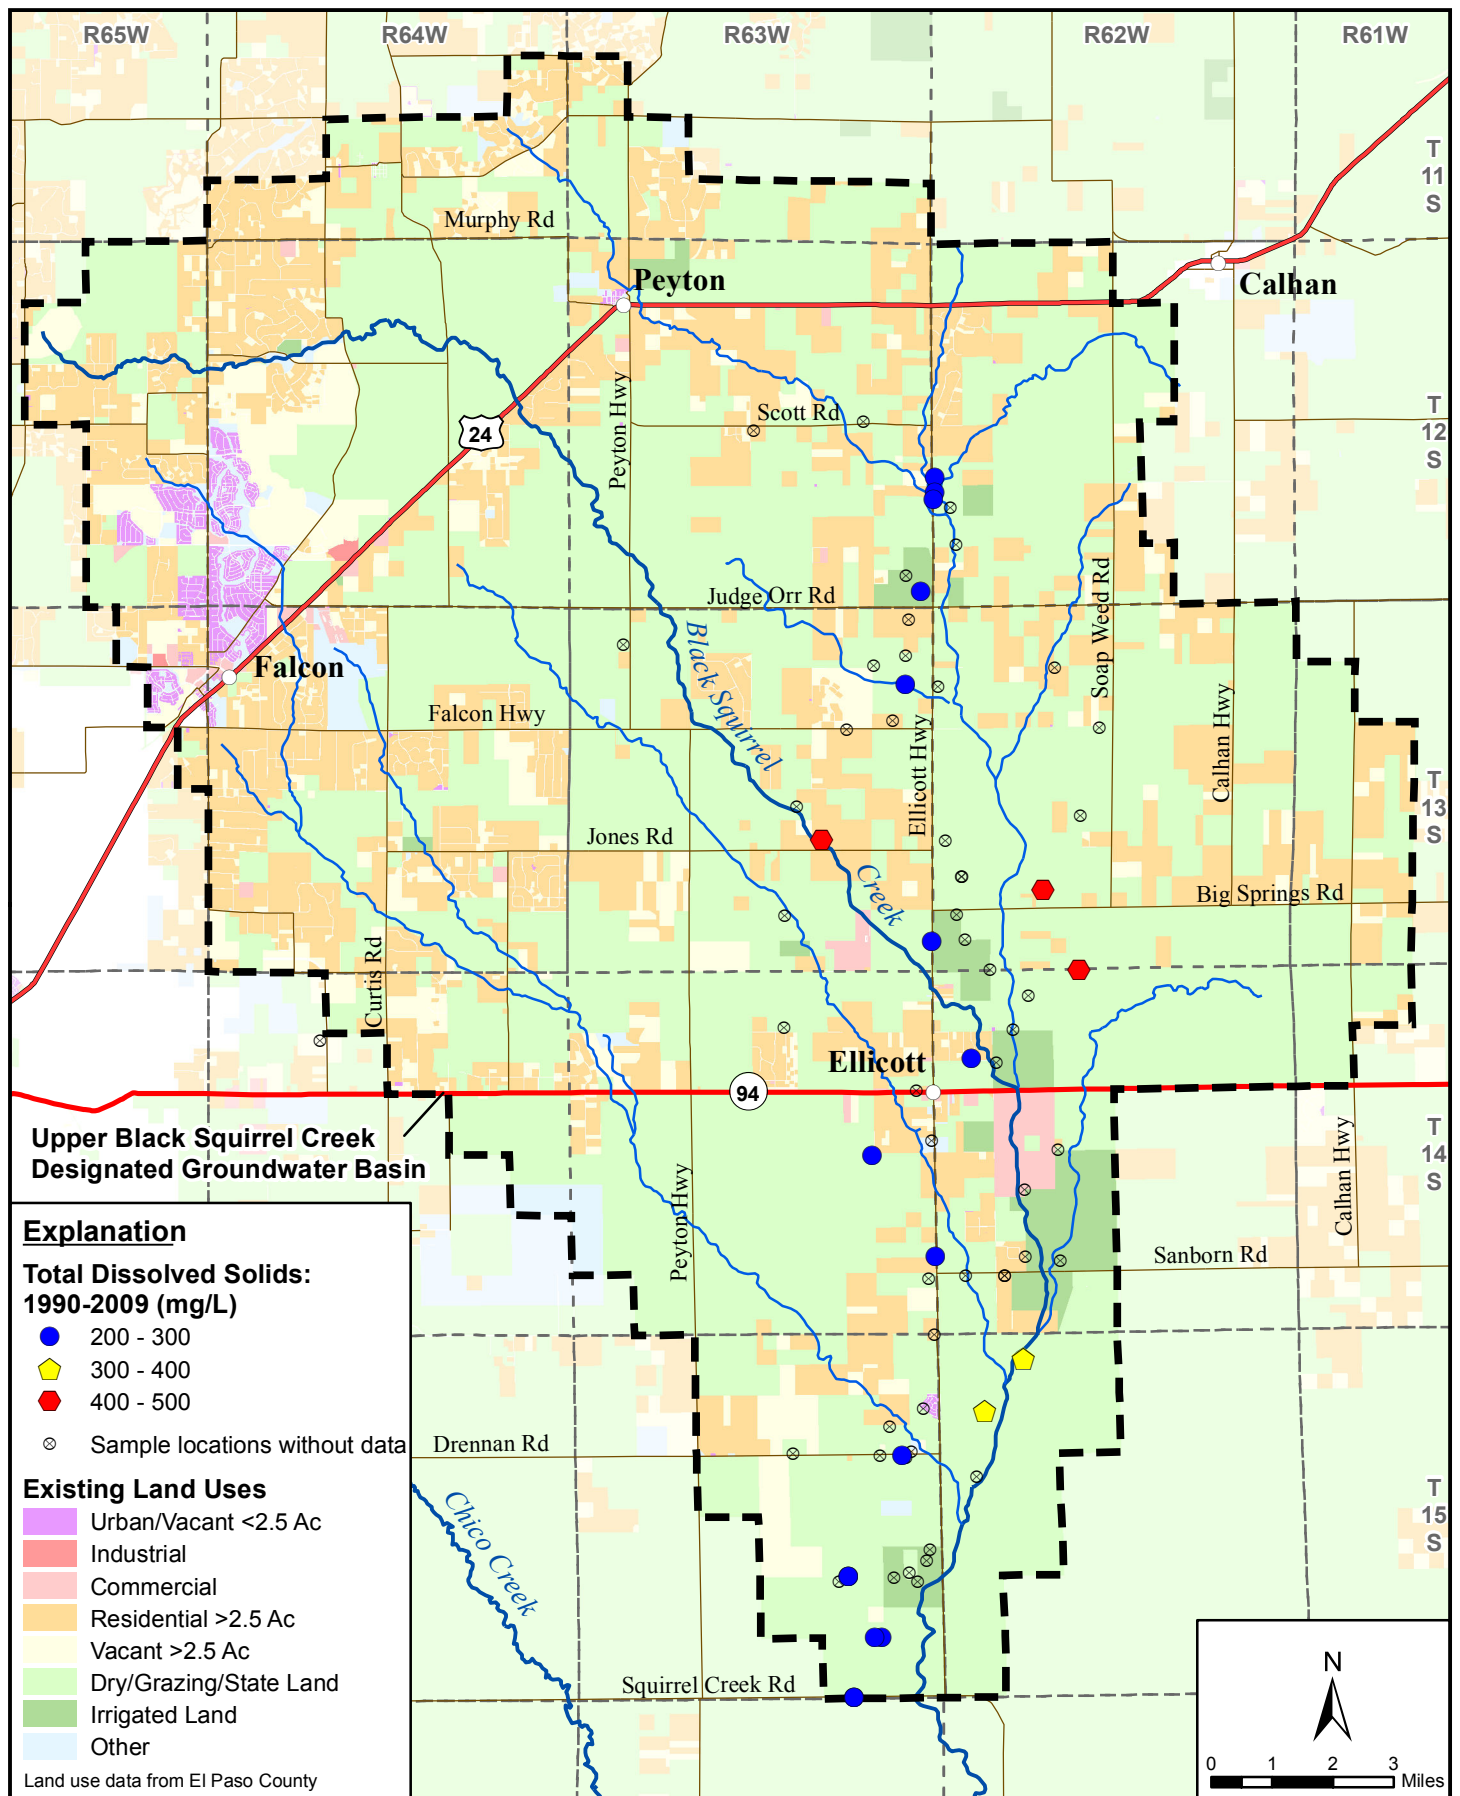 R65W
R64W
R63W
R62W
R61W
T
11
S
Murphy Rd
Peyton
Calhan
Peyton Hwy
Scott Rd
24
T
12
S
Judge Orr Rd
Soap Weed Rd
Black Squirrel
Creek
Falcon
Falcon Hwy
Ellicott Hwy
Calhan Hwy
T
13
S
Jones Rd
Big Springs Rd
Curtis Rd
Ellicott
94
Upper Black Squirrel Creek
Designated Groundwater Basin
T
14
S
Calhan Hwy
Peyton Hwy
Sanborn Rd
Explanation
Total Dissolved Solids:
1990-2009 (mg/L)
200 - 300
300 - 400
400 - 500
Sample locations without data
Drennan Rd
Existing Land Uses
Urban/Vacant <2.5 Ac
Industrial
Commercial
Residential >2.5 Ac
Vacant >2.5 Ac
Dry/Grazing/State Land
Irrigated Land
Other
Land use data from El Paso County
Chico Creek
T
15
S
Squirrel Creek Rd
N
0 1 2 3
Miles